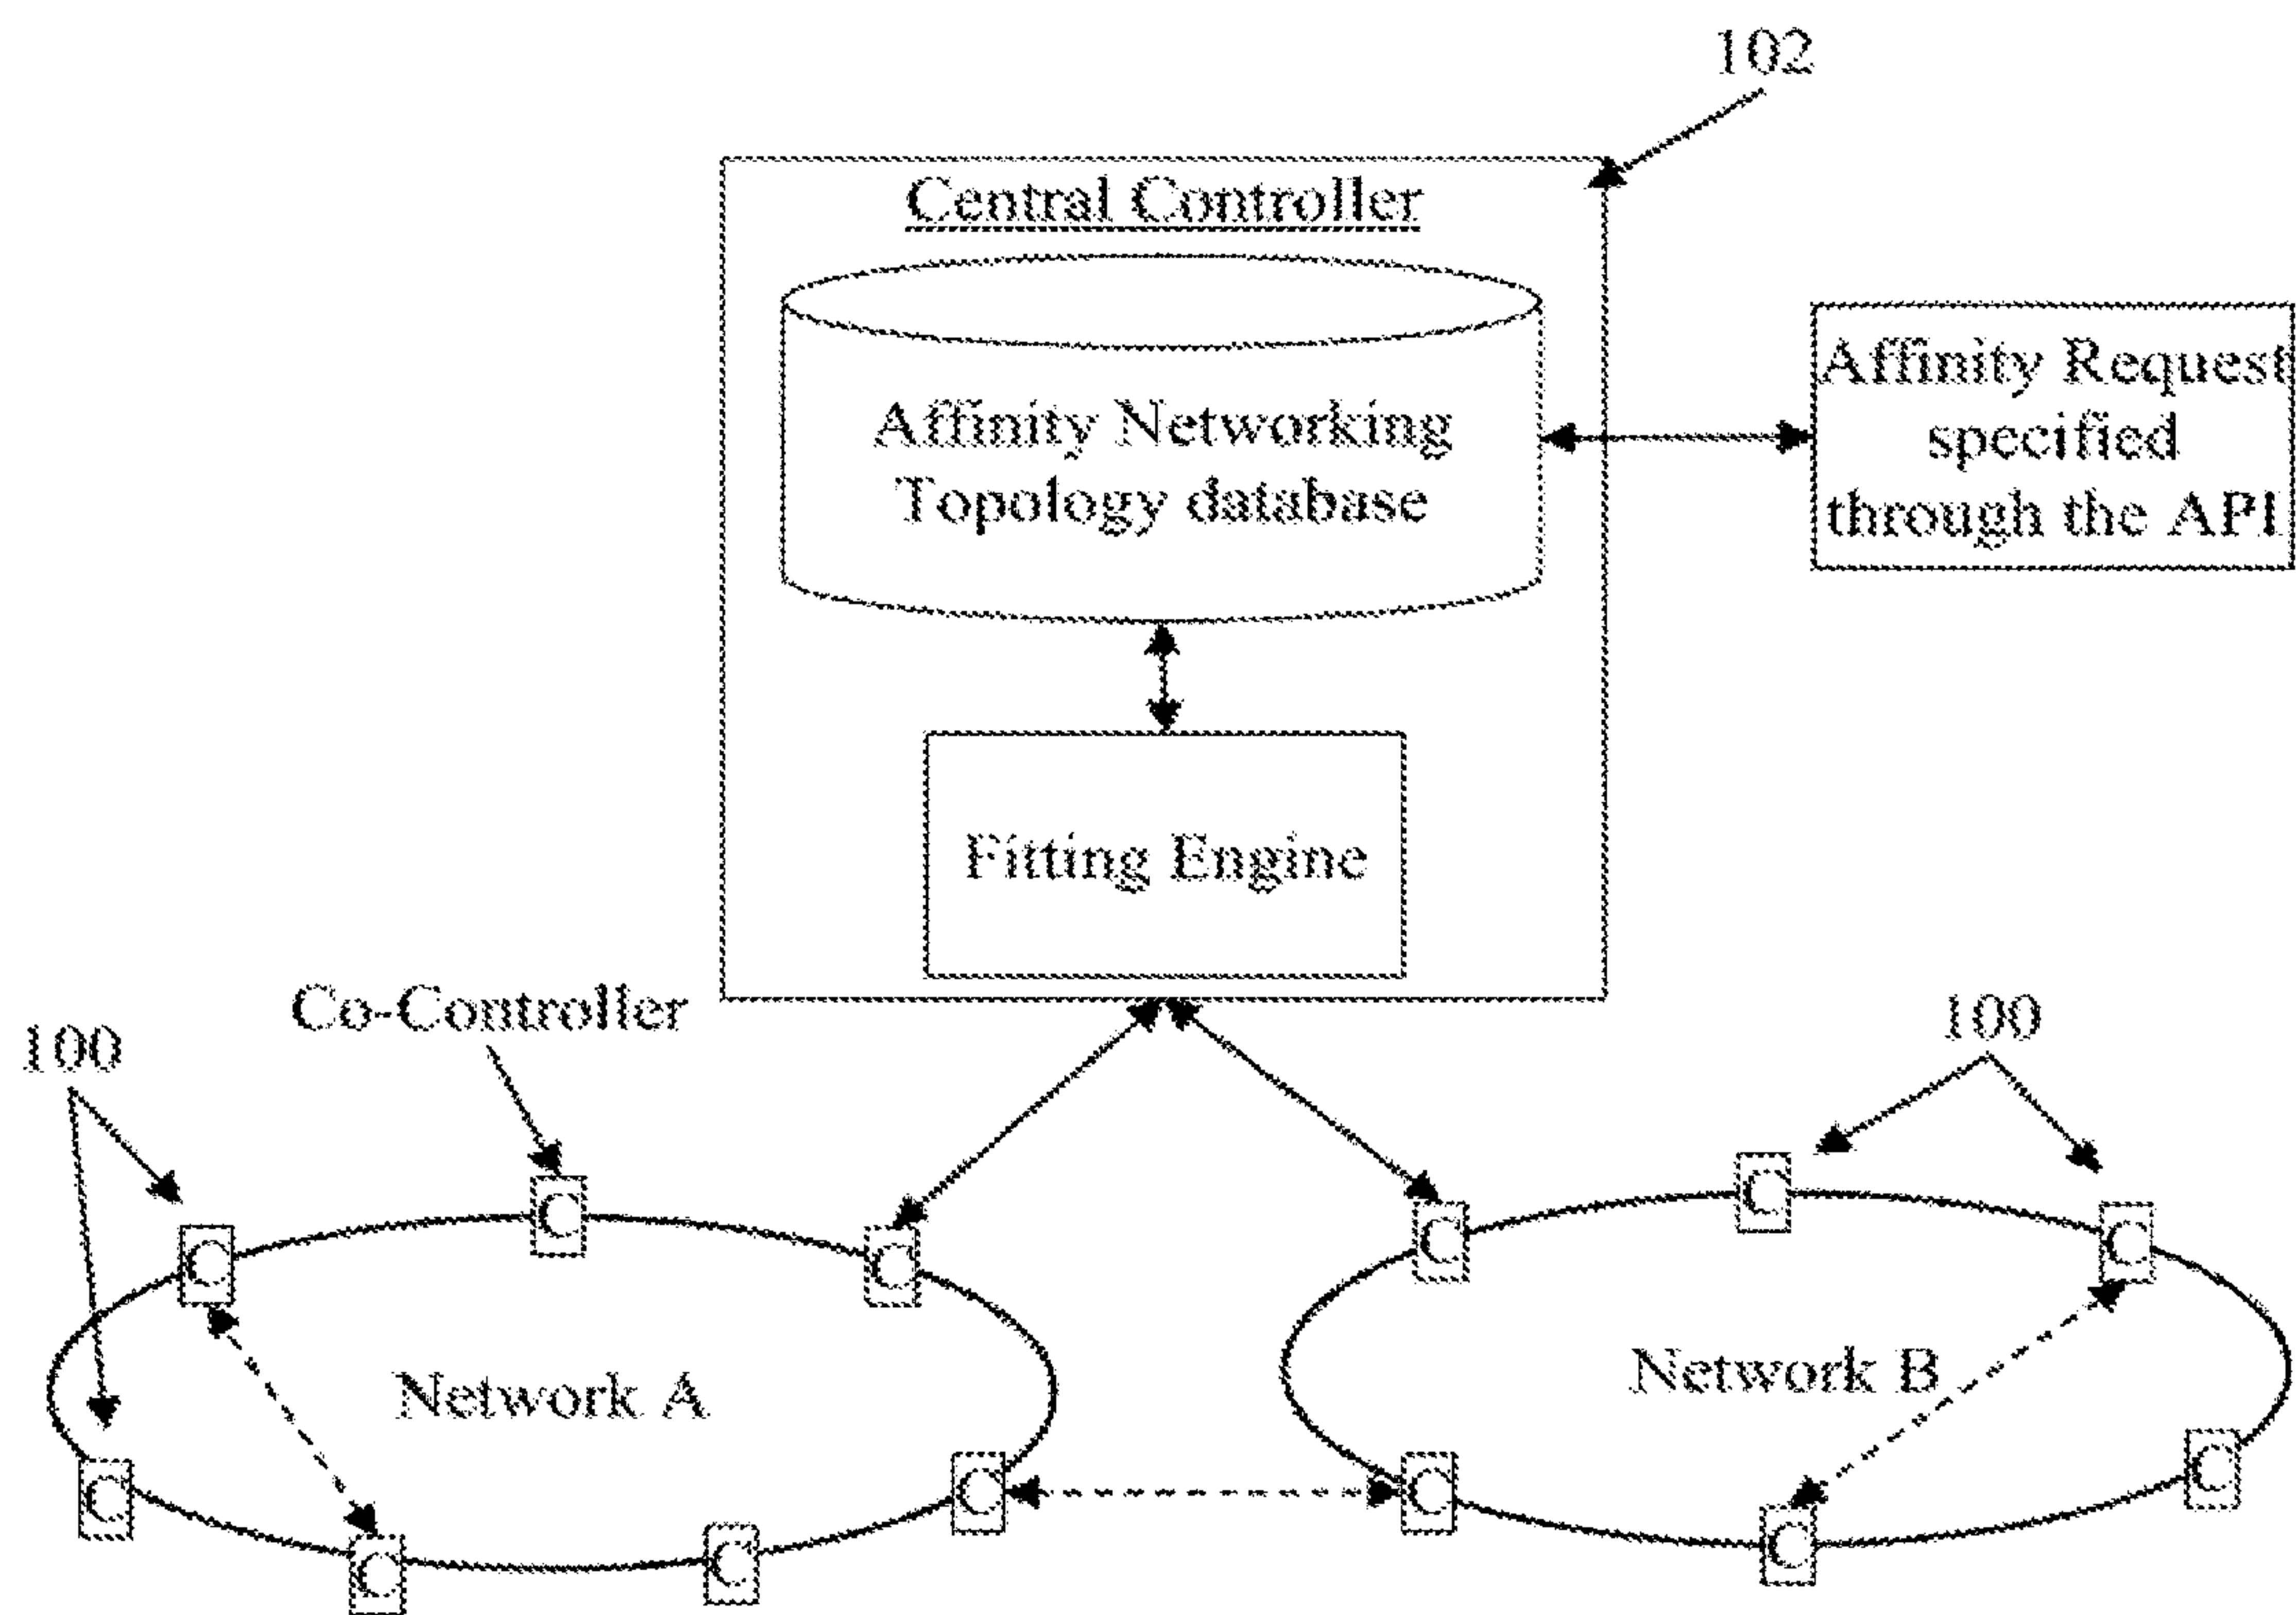 102
Central Controller
Affinity Networking
Topology database
Affinity Request
specified
through the API
Fitting Engine
Co-Controller
100
100
C
C
C
C
C
C
Network A
Network B
C
C
C
C
C
C
C